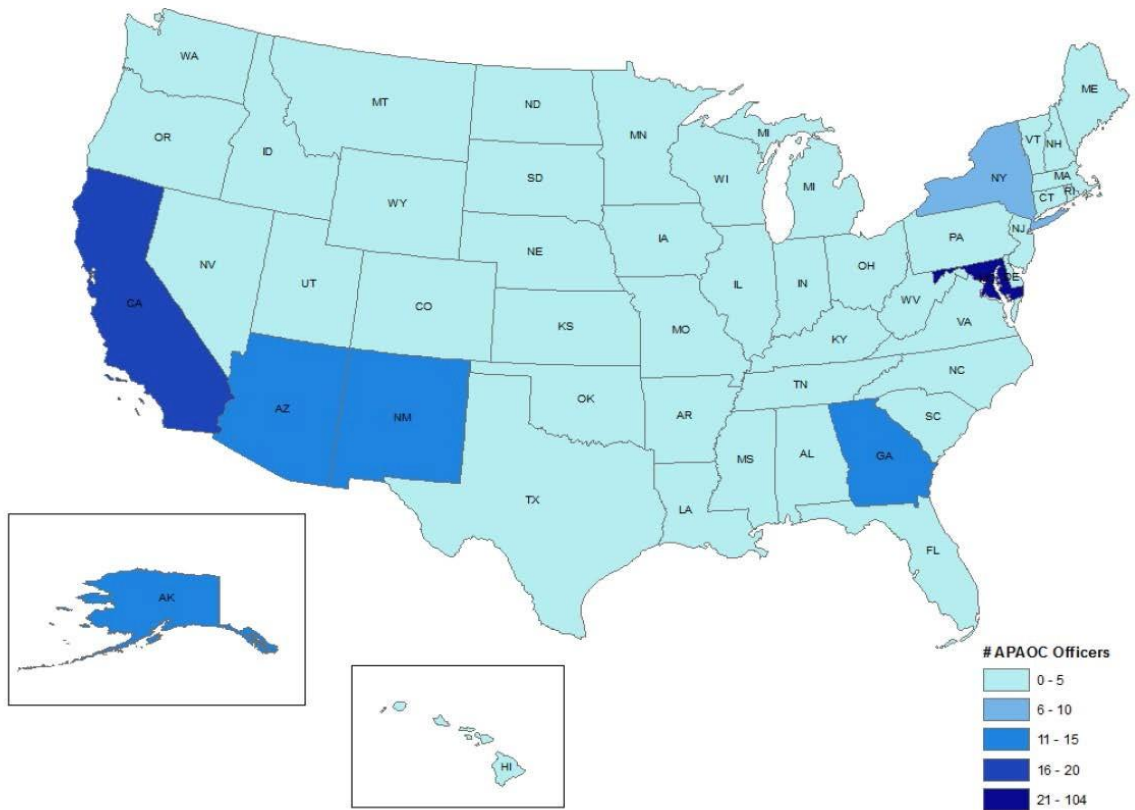 WA
MT
ND
MN
ME
OR
ID
SD
WI
MI
MI
VT
NH
NY
MA
CT
RI
WY
IA
NE
PA
NJ
NV
UT
CO
IL
IN
OH
DE
WV
VA
CA
KS
MO
KY
NC
TN
AZ
NM
OK
AR
SC
MS
AL
GA
TX
LA
FL
AK
HI
# APAOC Officers
0 - 5
6 - 10
11 - 15
16 - 20
21 - 104